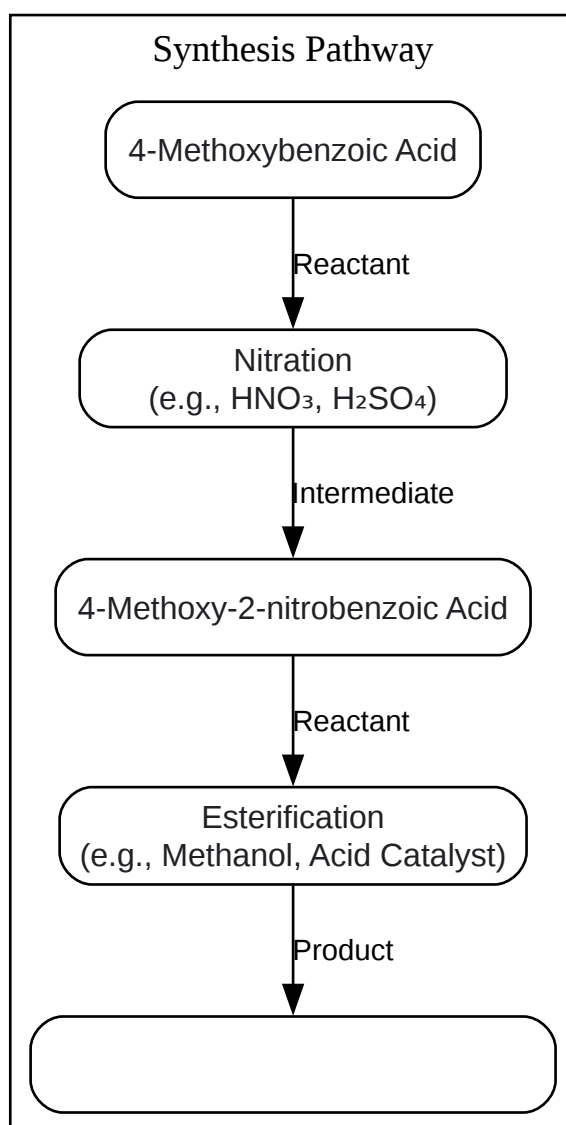 Synthesis Pathway
4-Methoxybenzoic Acid
Reactant
Nitration
(e.g., HNO₃, H₂SO₄)
Intermediate
4-Methoxy-2-nitrobenzoic Acid
Reactant
Esterification
(e.g., Methanol, Acid Catalyst)
Product